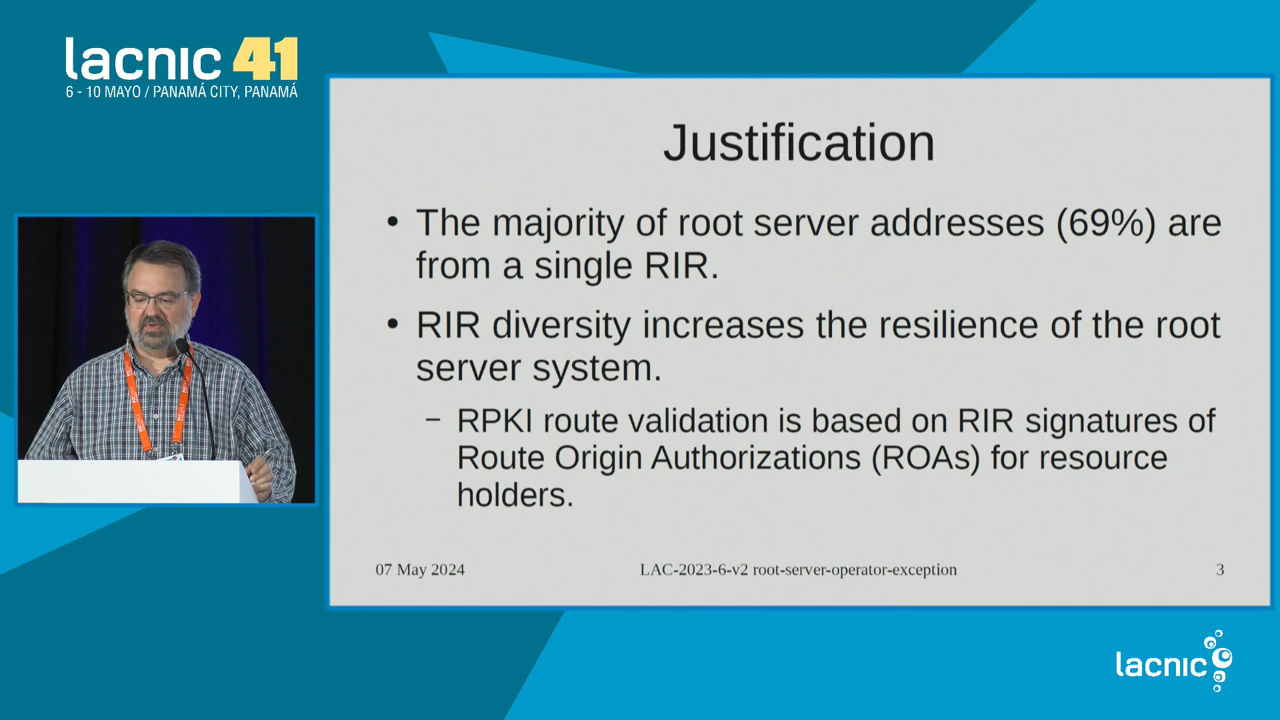 lacnic 41
6 - 10 MAYO / PANAMÁ CITY, PANAMÁ
Justification
• The majority of root server addresses (69%) are
from a single RIR.
• RIR diversity increases the resilience of the root
server system.
– RPKI route validation is based on RIR signatures of
Route Origin Authorizations (ROAs) for resource
holders.
07 May 2024
LAC-2023-6-v2 root-server-operator-exception
3
lacnic